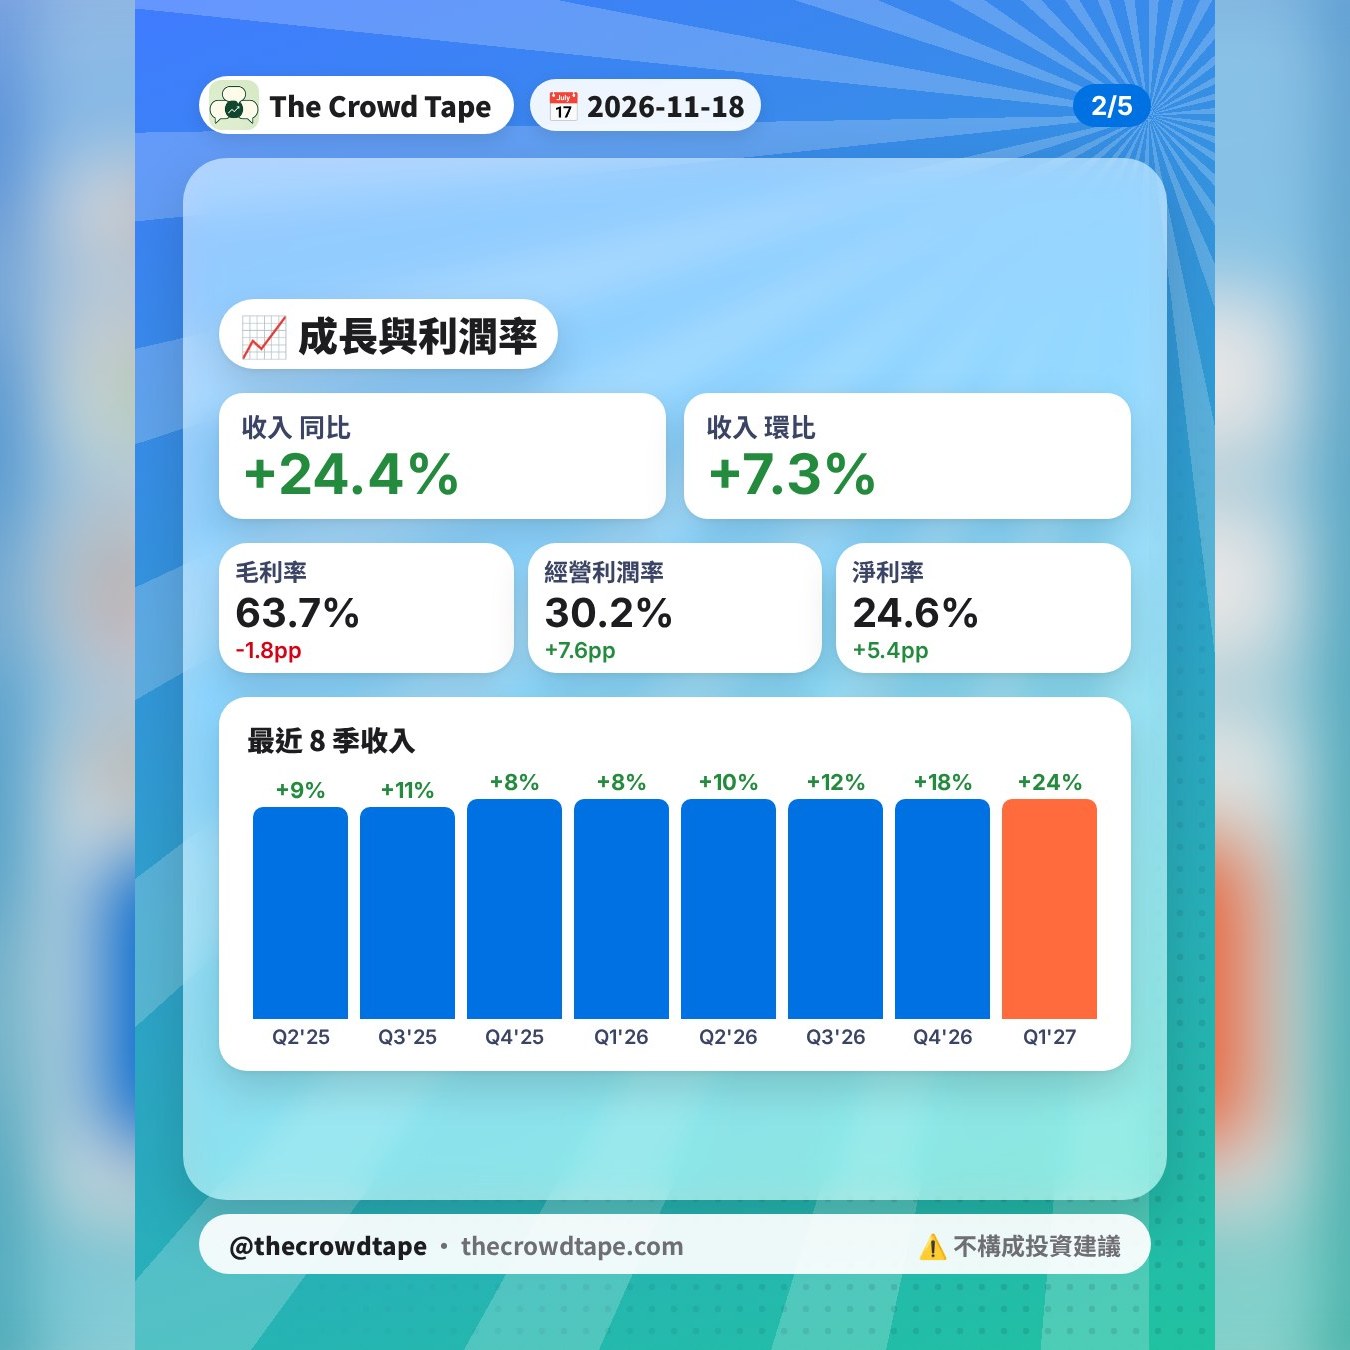 The Crowd Tape
July
17
2026-11-18
2/5
成長與利潤率
收入 同比
+24.4%
收入 環比
+7.3%
毛利率
63.7%
-1.8pp
經營利潤率
30.2%
+7.6pp
淨利率
24.6%
+5.4pp
最近 8 季收入
+9% +11% +8% +8% +10% +12% +18% +24%
Q2'25 Q3'25 Q4'25 Q1'26 Q2'26 Q3'26 Q4'26 Q1'27
@thecrowdtape · thecrowdtape.com
不構成投資建議